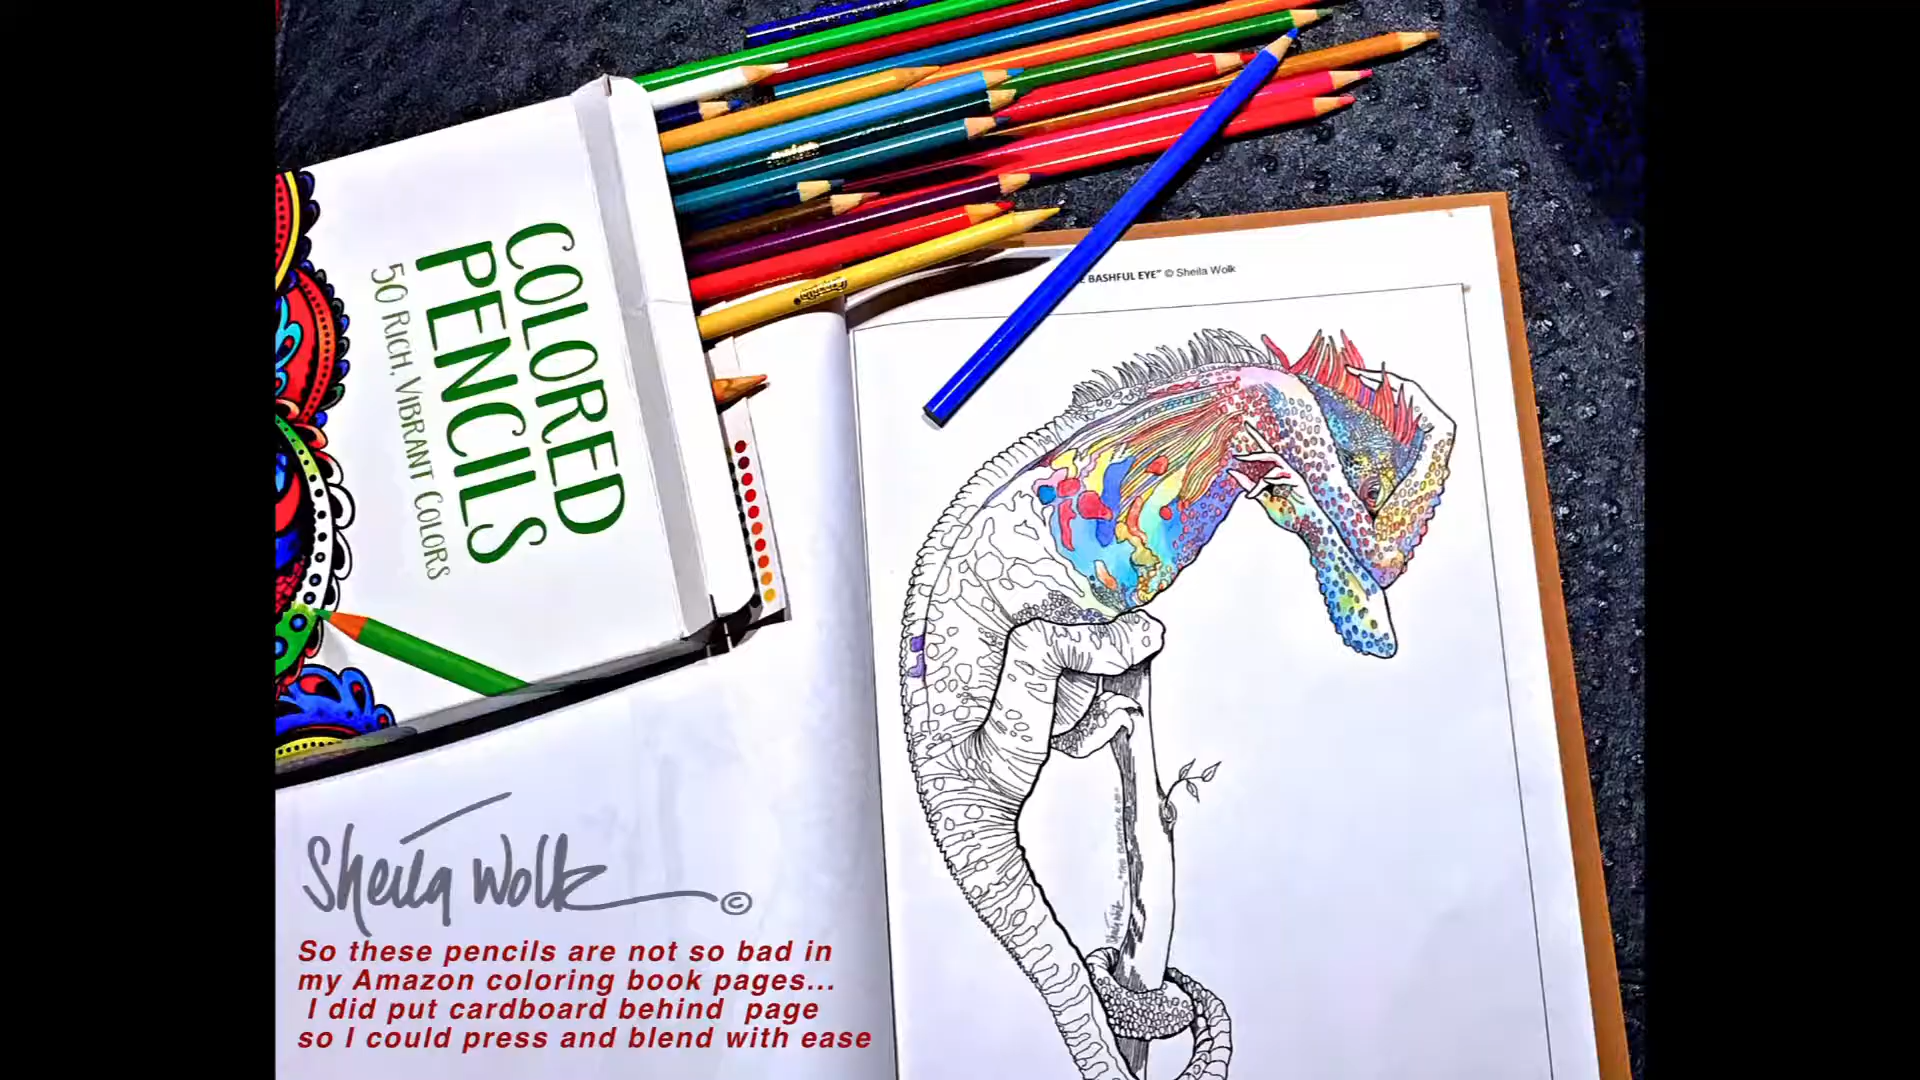 COLORED
PENCILS
50 RICH, VIBRANT COLORS
BASHFUL EYE" © Sheila Wolk
Sheila Wolk ©
So these pencils are not so bad in
my Amazon coloring book pages...
I did put cardboard behind page
so I could press and blend with ease